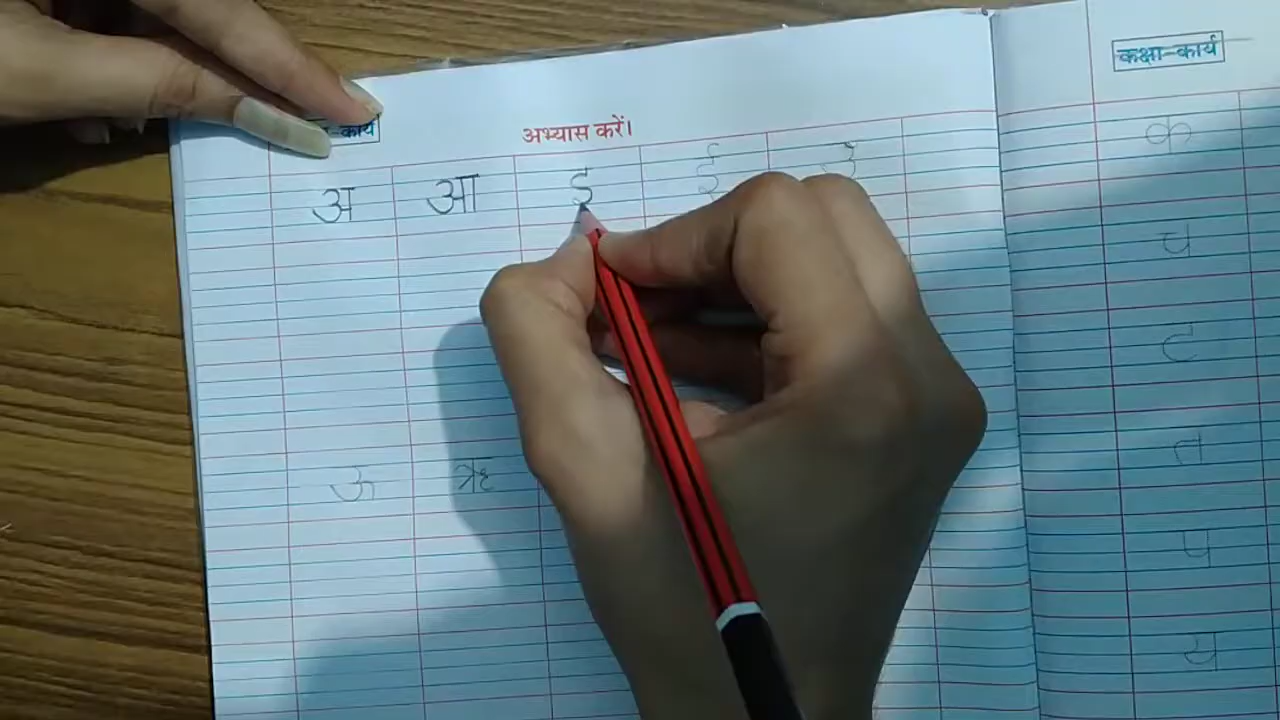 कक्षा-कार्य
कार्य
अभ्यास करें।
अ आ इ ई उ
ऊ ऋ
क
च
ट
त
प
य